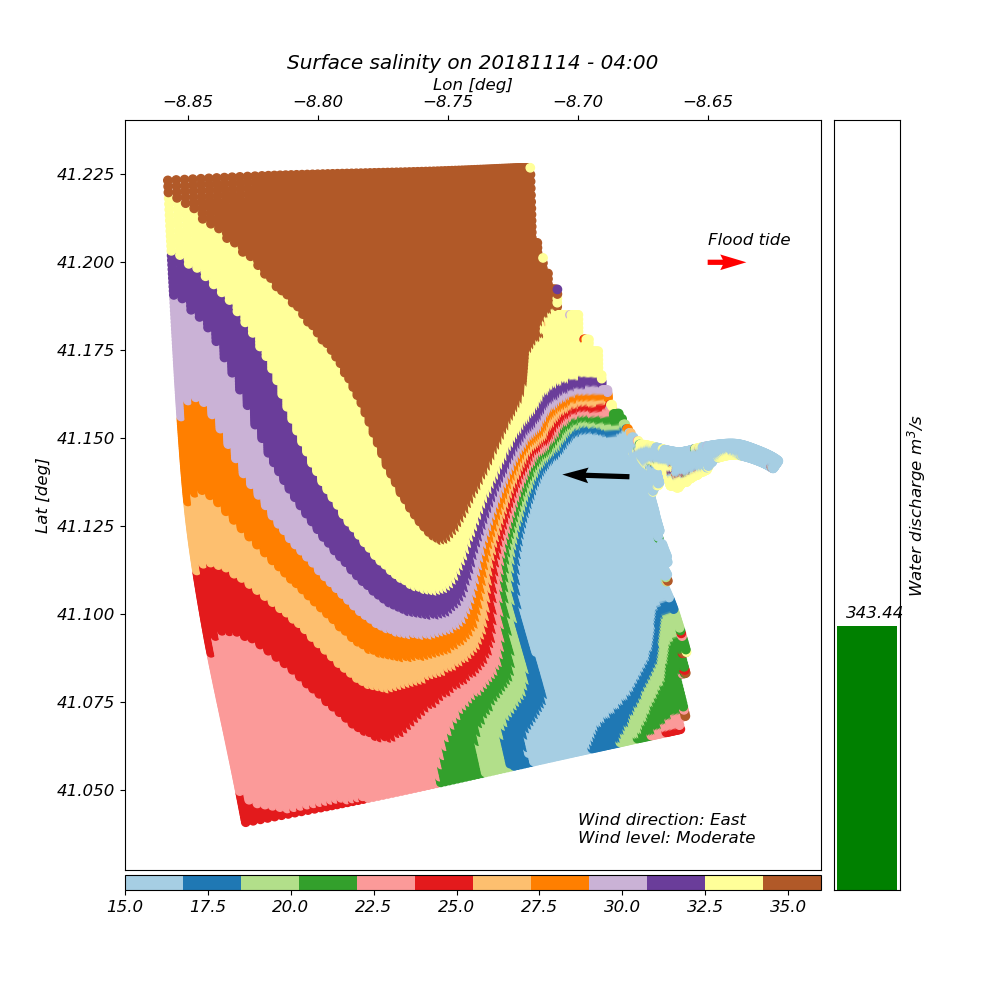 Surface salinity on 20181114 - 04:00
Lon [deg]
−8.85 −8.80 −8.75 −8.70 −8.65
41.225
41.200
41.175
41.150
41.125
41.100
41.075
41.050
Lat [deg]
Flood tide
Wind direction: East
Wind level: Moderate
343.44
Water discharge m³/s
15.0 17.5 20.0 22.5 25.0 27.5 30.0 32.5 35.0